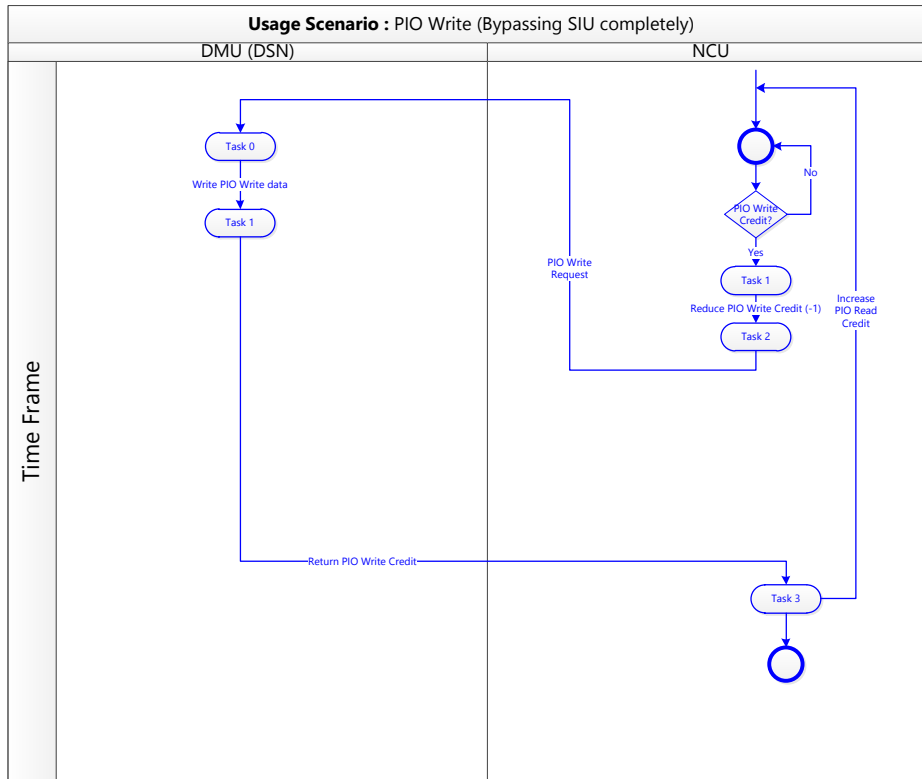 Usage Scenario : PIO Write (Bypassing SIU completely)
DMU (DSN)
NCU
Time Frame
Task 0
Write PIO Write data
Task 1
No
PIO Write
Credit?
Yes
Task 1
Reduce PIO Write Credit (-1)
Task 2
PIO Write
Request
Increase
PIO Read
Credit
Return PIO Write Credit
Task 3